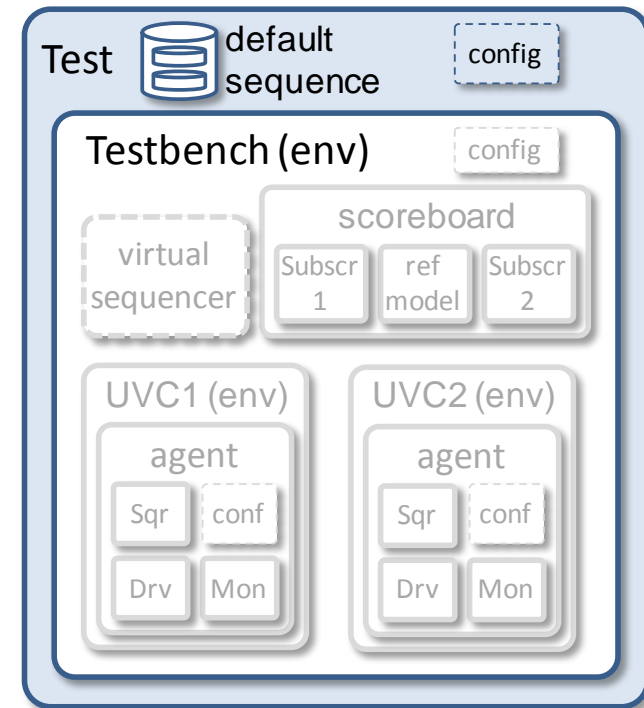 Test
default
sequence
config
Testbench (env)
config
virtual
sequencer
scoreboard
Subscr
1
ref
model
Subscr
2
UVC1 (env)
agent
Sqr
conf
Drv
Mon
UVC2 (env)
agent
Sqr
conf
Drv
Mon